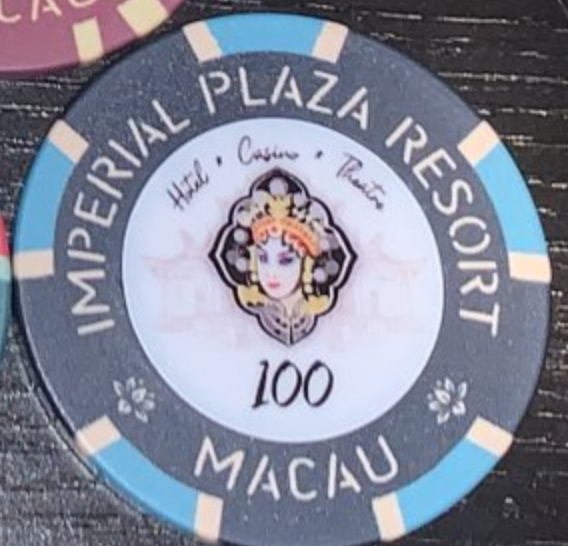 IMPERIAL PLAZA RESORT
Hotel • Casino • Theatre
100
MACAU